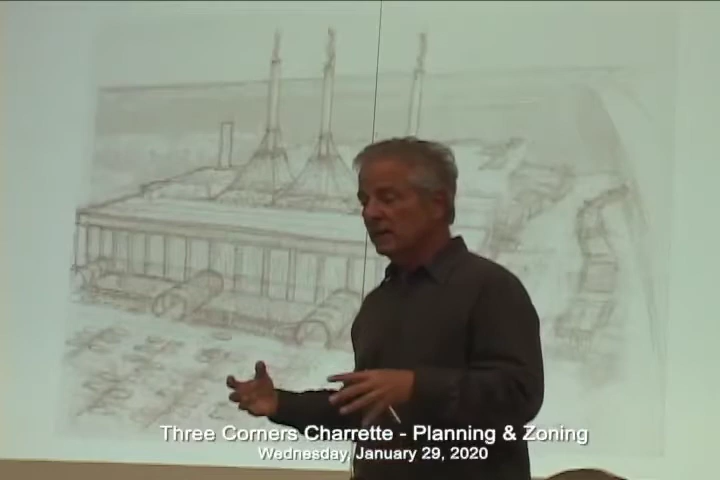 Three Corners Charrette - Planning & Zoning
Wednesday, January 29, 2020